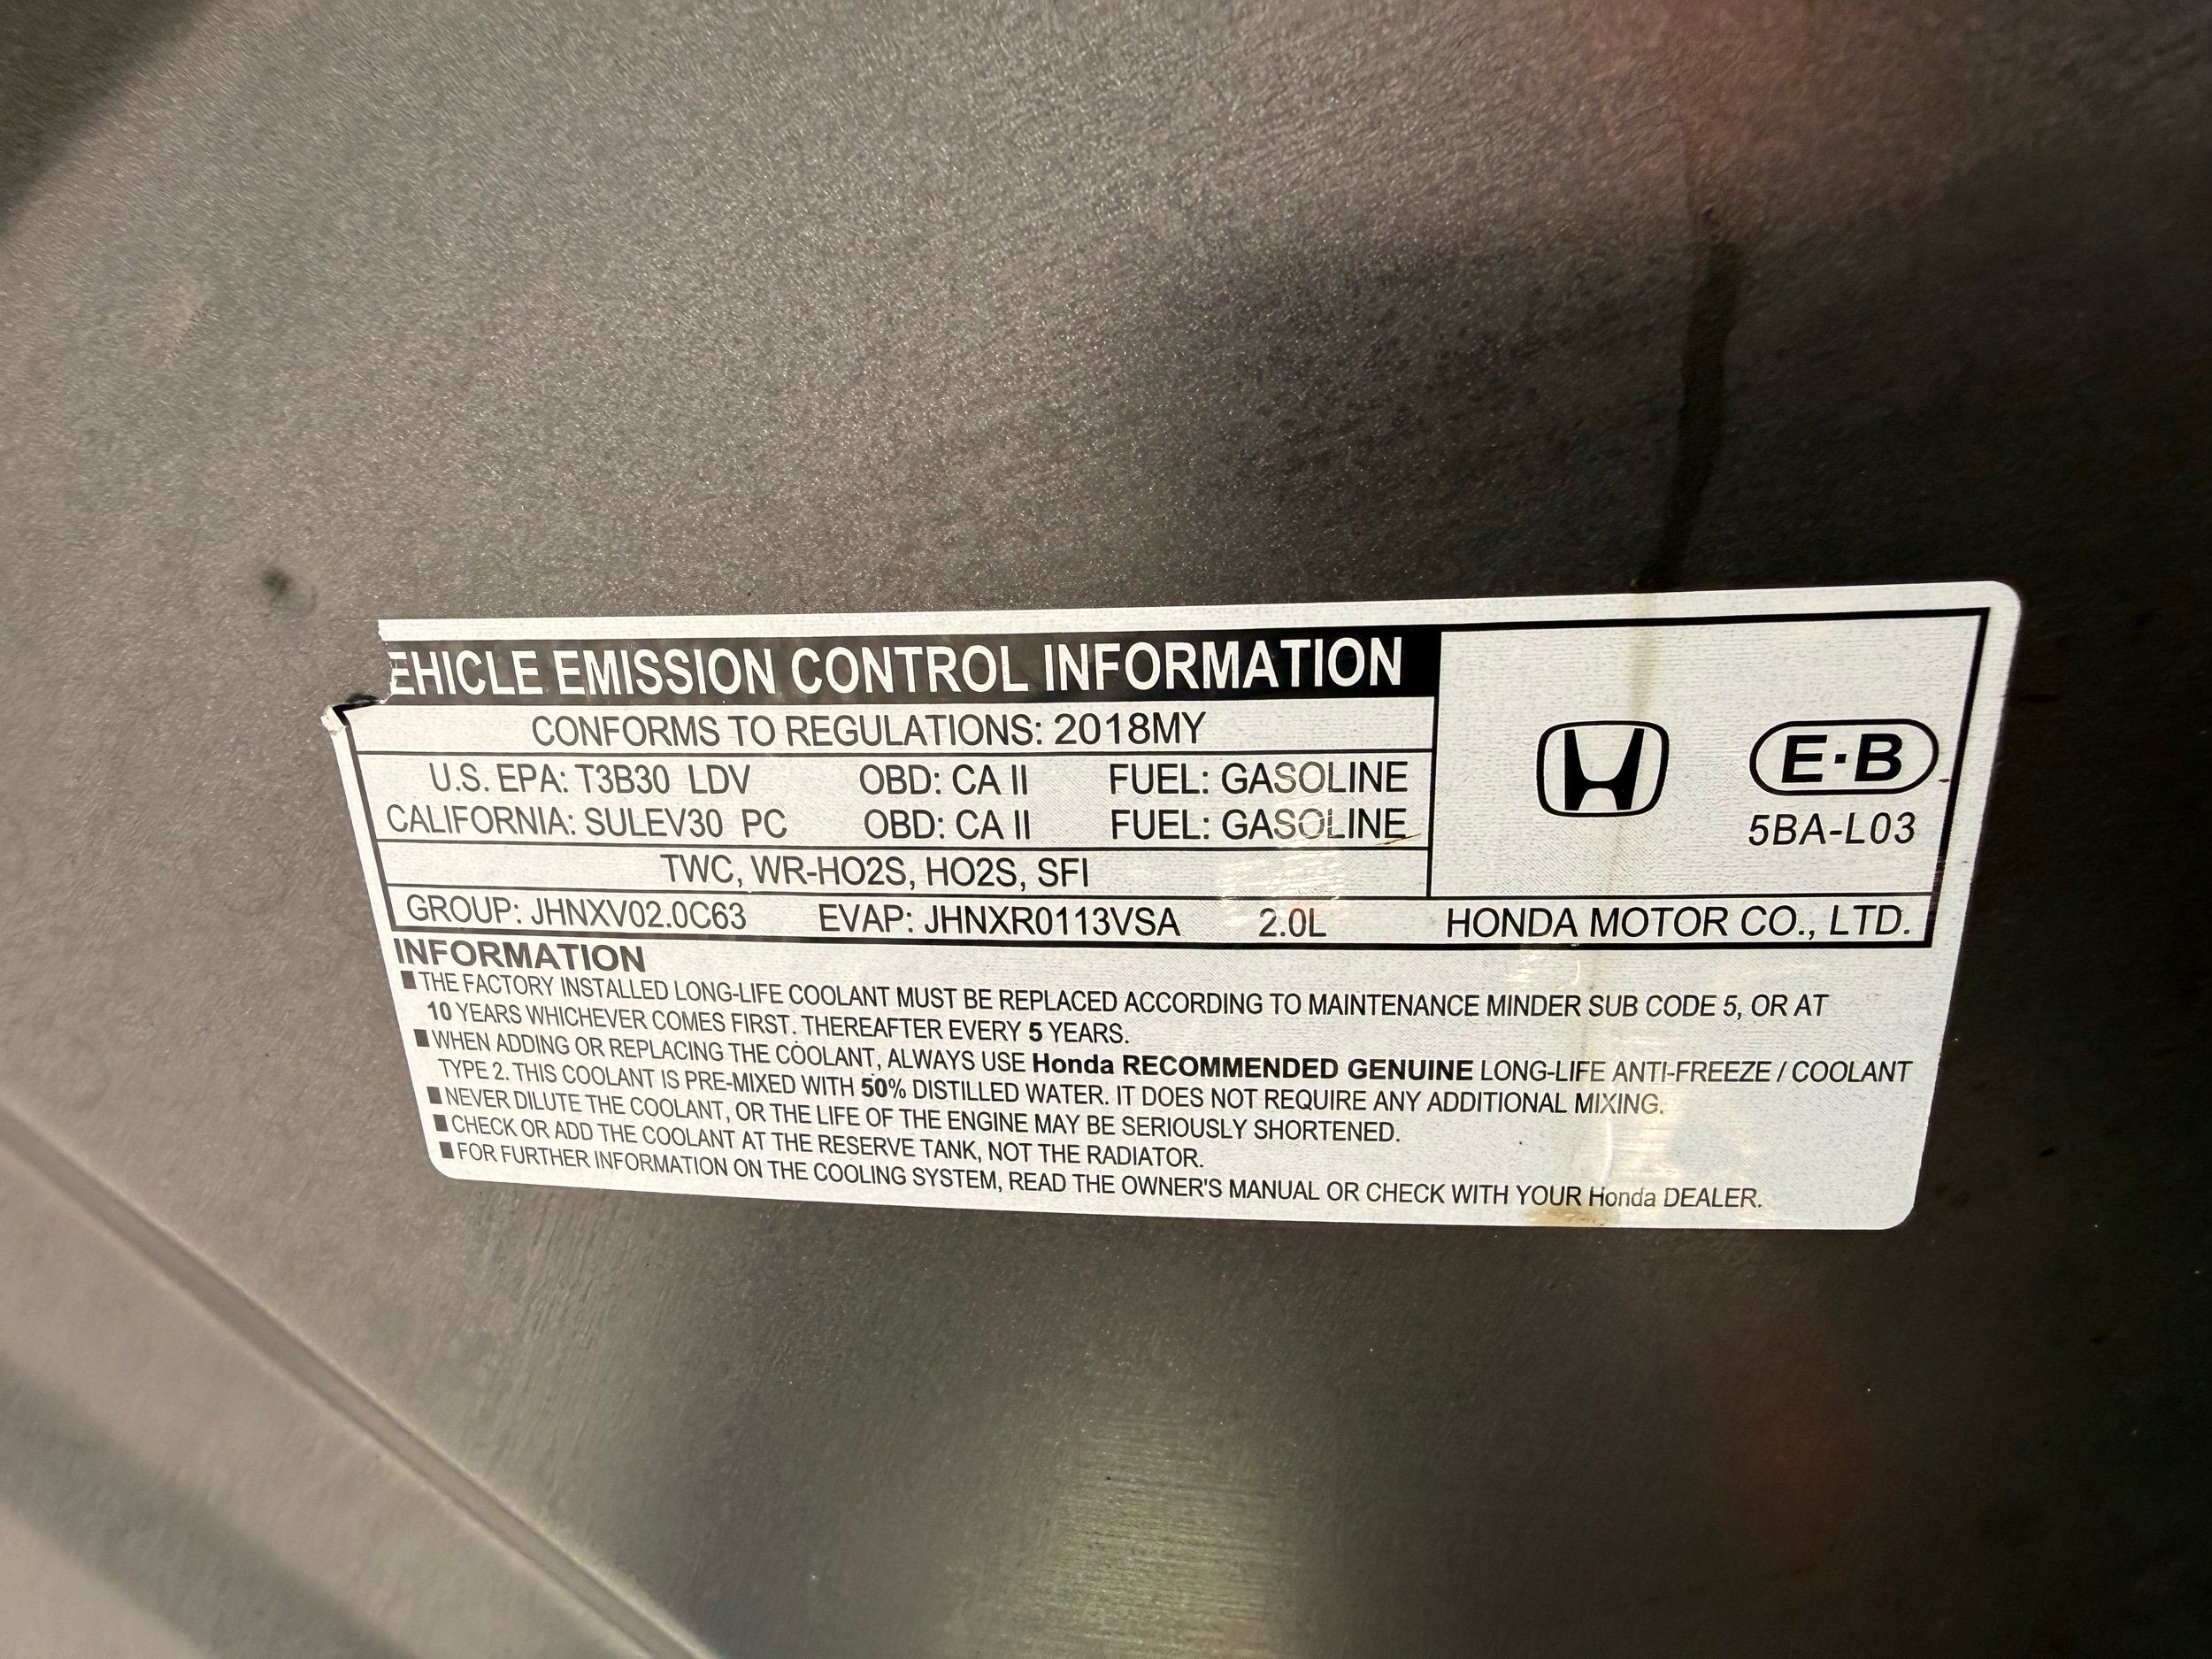 EHICLE EMISSION CONTROL INFORMATION
CONFORMS TO REGULATIONS: 2018MY
U.S. EPA: T3B30 LDV OBD: CA II FUEL: GASOLINE
CALIFORNIA: SULEV30 PC OBD: CA II FUEL: GASOLINE
TWC, WR-HO2S, HO2S, SFI
E·B
5BA-L03
GROUP: JHNXV02.0C63 EVAP: JHNXR0113VSA 2.0L HONDA MOTOR CO., LTD.
INFORMATION
■THE FACTORY INSTALLED LONG-LIFE COOLANT MUST BE REPLACED ACCORDING TO MAINTENANCE MINDER SUB CODE 5, OR AT
10 YEARS WHICHEVER COMES FIRST. THEREAFTER EVERY 5 YEARS.
■WHEN ADDING OR REPLACING THE COOLANT, ALWAYS USE Honda RECOMMENDED GENUINE LONG-LIFE ANTI-FREEZE / COOLANT
TYPE 2. THIS COOLANT IS PRE-MIXED WITH 50% DISTILLED WATER. IT DOES NOT REQUIRE ANY ADDITIONAL MIXING.
■NEVER DILUTE THE COOLANT, OR THE LIFE OF THE ENGINE MAY BE SERIOUSLY SHORTENED.
■CHECK OR ADD THE COOLANT AT THE RESERVE TANK, NOT THE RADIATOR.
■FOR FURTHER INFORMATION ON THE COOLING SYSTEM, READ THE OWNER'S MANUAL OR CHECK WITH YOUR Honda DEALER.